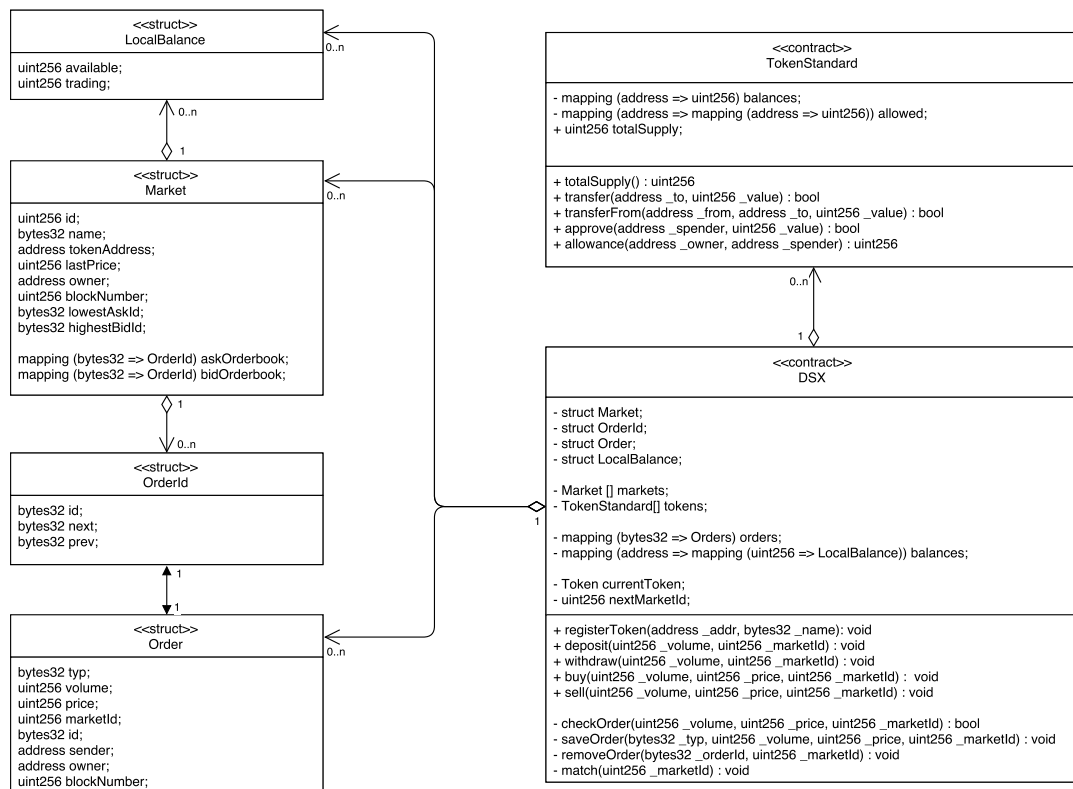 <<struct>>
LocalBalance
uint256 available;
uint256 trading;
0..n
0..n
1
<<struct>>
Market
0..n
uint256 id;
bytes32 name;
address tokenAddress;
uint256 lastPrice;
address owner;
uint256 blockNumber;
bytes32 lowestAskId;
bytes32 highestBidId;
mapping (bytes32 => OrderId) askOrderbook;
mapping (bytes32 => OrderId) bidOrderbook;
1
0..n
<<struct>>
OrderId
bytes32 id;
bytes32 next;
bytes32 prev;
1
1
<<struct>>
Order
0..n
bytes32 typ;
uint256 volume;
uint256 price;
uint256 marketId;
bytes32 id;
address sender;
address owner;
uint256 blockNumber;
<<contract>>
TokenStandard
- mapping (address => uint256) balances;
- mapping (address => mapping (address => uint256)) allowed;
+ uint256 totalSupply;
+ totalSupply() : uint256
+ transfer(address _to, uint256 _value) : bool
+ transferFrom(address _from, address _to, uint256 _value) : bool
+ approve(address _spender, uint256 _value) : bool
+ allowance(address _owner, address _spender) : uint256
0..n
1
<<contract>>
DSX
- struct Market;
- struct OrderId;
- struct Order;
- struct LocalBalance;
- Market [] markets;
- TokenStandard[] tokens;
1
- mapping (bytes32 => Orders) orders;
- mapping (address => mapping (uint256 => LocalBalance)) balances;
- Token currentToken;
- uint256 nextMarketId;
+ registerToken(address _addr, bytes32 _name): void
+ deposit(uint256 _volume, uint256 _marketId) : void
+ withdraw(uint256 _volume, uint256 _marketId) : void
+ buy(uint256 _volume, uint256 _price, uint256 _marketId) :  void
+ sell(uint256 _volume, uint256 _price, uint256 _marketId) : void
- checkOrder(uint256 _volume, uint256 _price, uint256 _marketId) : bool
- saveOrder(bytes32 _typ, uint256 _volume, uint256 _price, uint256 _marketId) : void
- removeOrder(bytes32 _orderId, uint256 _marketId) : void
- match(uint256 _marketId) : void